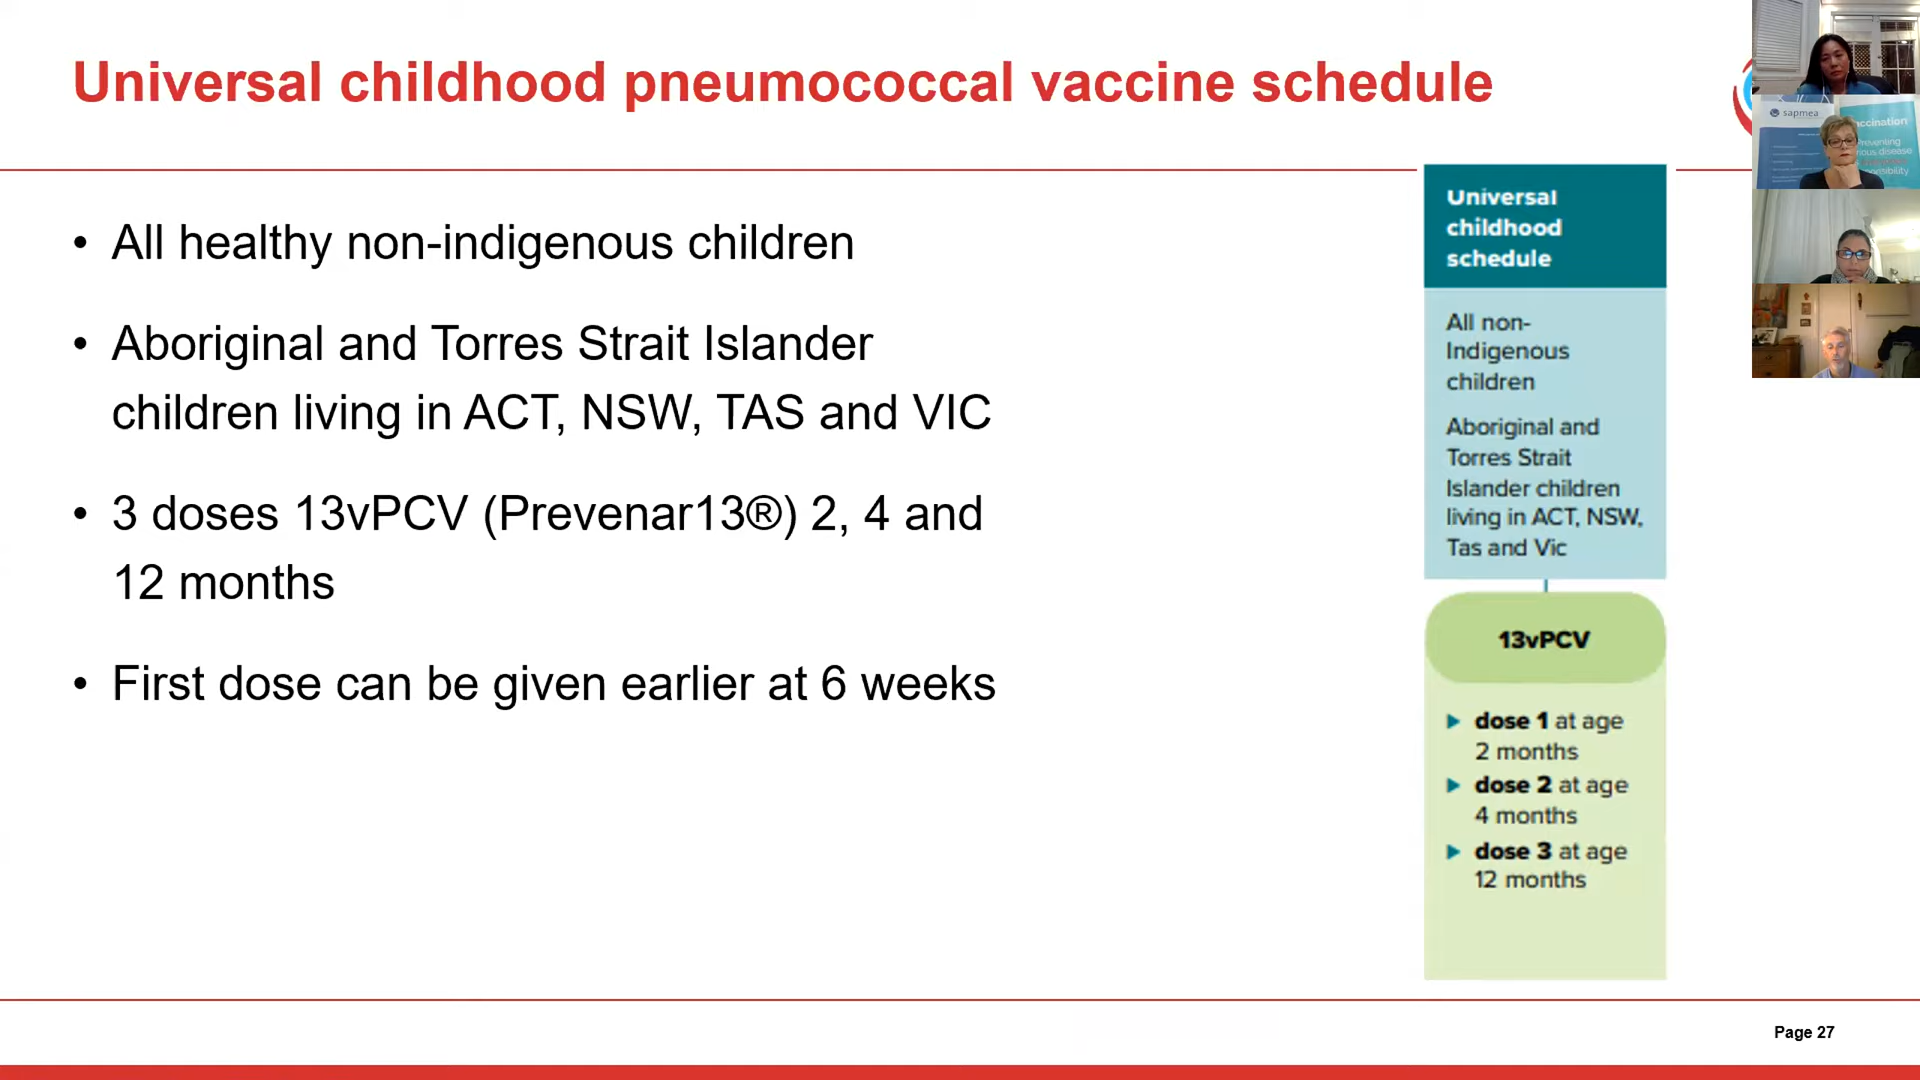 Universal childhood pneumococcal vaccine schedule
• All healthy non-indigenous children
• Aboriginal and Torres Strait Islander
children living in ACT, NSW, TAS and VIC
• 3 doses 13vPCV (Prevenar13®) 2, 4 and
12 months
• First dose can be given earlier at 6 weeks
Universal
childhood
schedule
All non-
Indigenous
children
Aboriginal and
Torres Strait
Islander children
living in ACT, NSW,
Tas and Vic
13vPCV
dose 1 at age
2 months
dose 2 at age
4 months
dose 3 at age
12 months
sapmea
Preventing
disease
Page 27